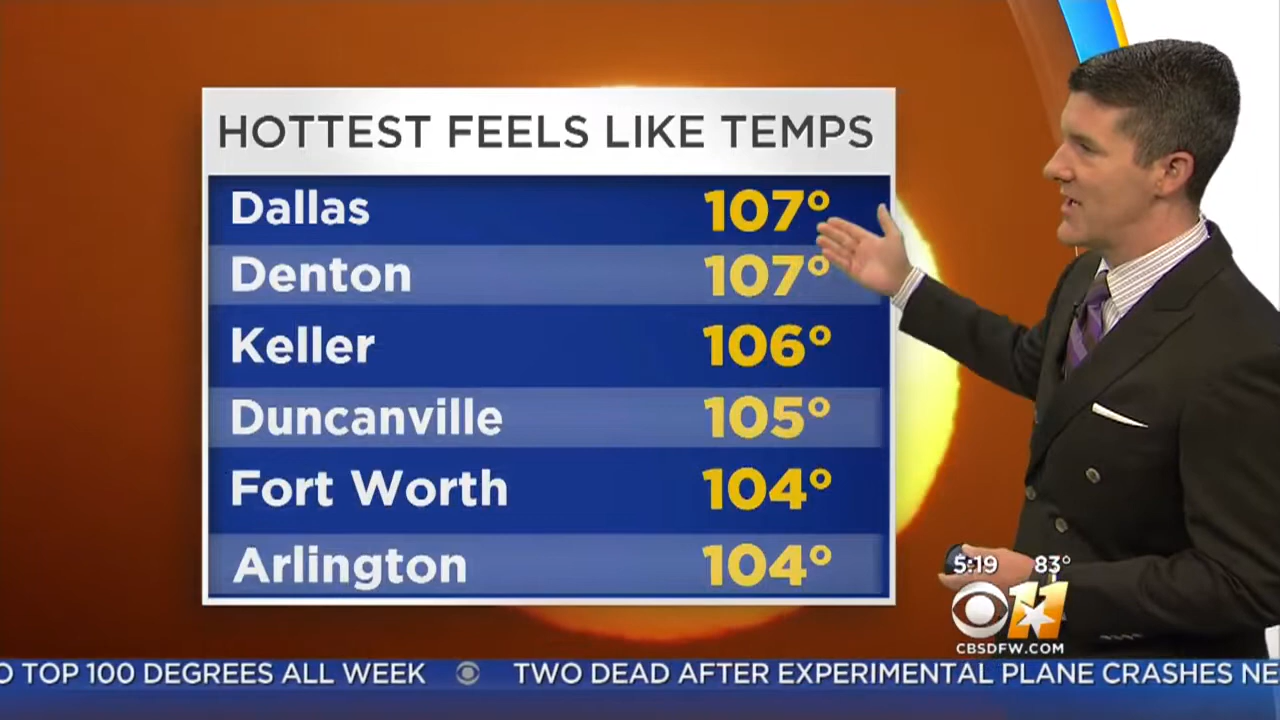 HOTTEST FEELS LIKE TEMPS
Dallas 107°
Denton 107°
Keller 106°
Duncanville 105°
Fort Worth 104°
Arlington 104°
5:19 83°
11
CBSDFW.COM
TOP 100 DEGREES ALL WEEK TWO DEAD AFTER EXPERIMENTAL PLANE CRASHES